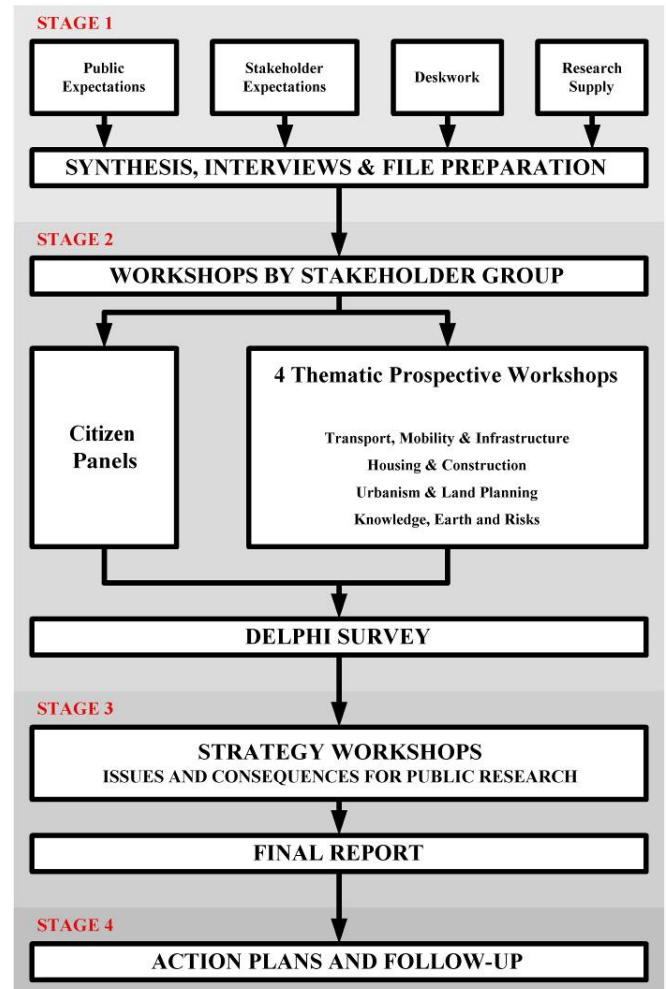 STAGE 1
Public
Expectations
Stakeholder
Expectations
Deskwork
Research
Supply
SYNTHESIS, INTERVIEWS & FILE PREPARATION
STAGE 2
WORKSHOPS BY STAKEHOLDER GROUP
Citizen
Panels
4 Thematic Prospective Workshops
Transport, Mobility & Infrastructure
Housing & Construction
Urbanism & Land Planning
Knowledge, Earth and Risks
DELPHI SURVEY
STAGE 3
STRATEGY WORKSHOPS
ISSUES AND CONSEQUENCES FOR PUBLIC RESEARCH
FINAL REPORT
STAGE 4
ACTION PLANS AND FOLLOW-UP